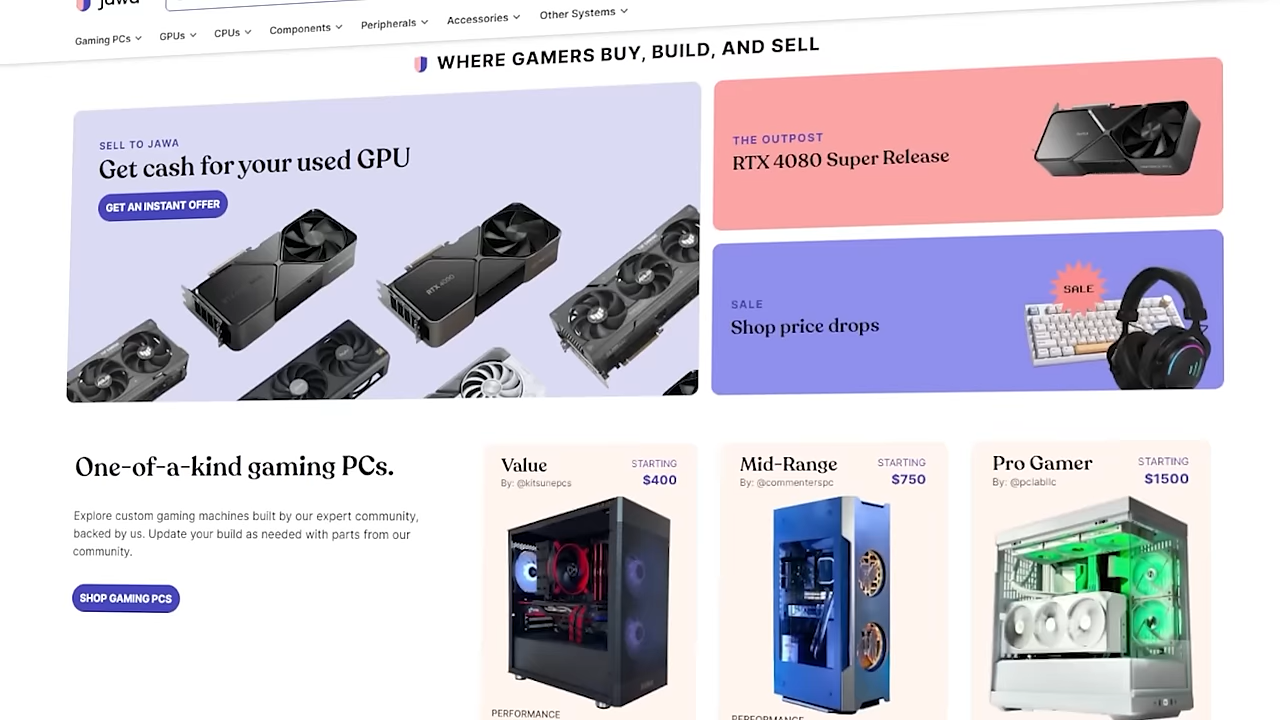 Jawa
Gaming PCs
GPUs
CPUs
Components
Peripherals
Accessories
Other Systems
WHERE GAMERS BUY, BUILD, AND SELL
SELL TO JAWA
Get cash for your used GPU
GET AN INSTANT OFFER
RTX 4090
THE OUTPOST
RTX 4080 Super Release
SALE
Shop price drops
SALE
One-of-a-kind gaming PCs.
Explore custom gaming machines built by our expert community,
backed by us. Update your build as needed with parts from our
community.
SHOP GAMING PCS
Value
STARTING
By: @kitsunepcs
$400
PERFORMANCE
Mid-Range
STARTING
By: @commenterspc
$750
PERFORMANCE
Pro Gamer
STARTING
By: @pclabllc
$1500